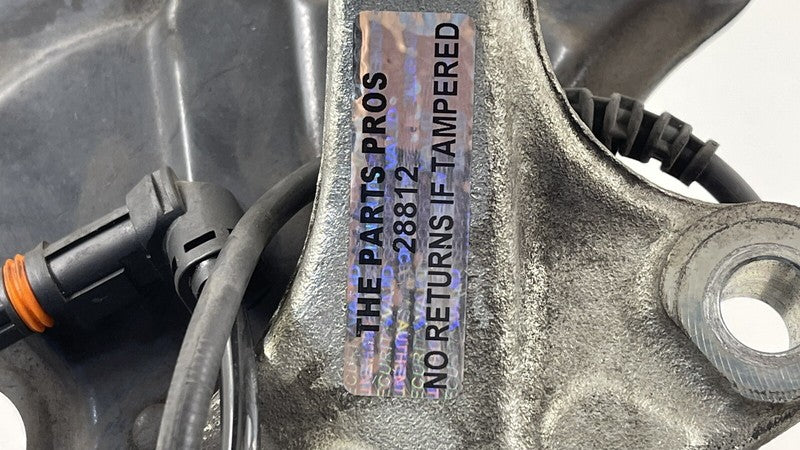 THE PARTS PROS
28812
NO RETURNS IF TAMPERED